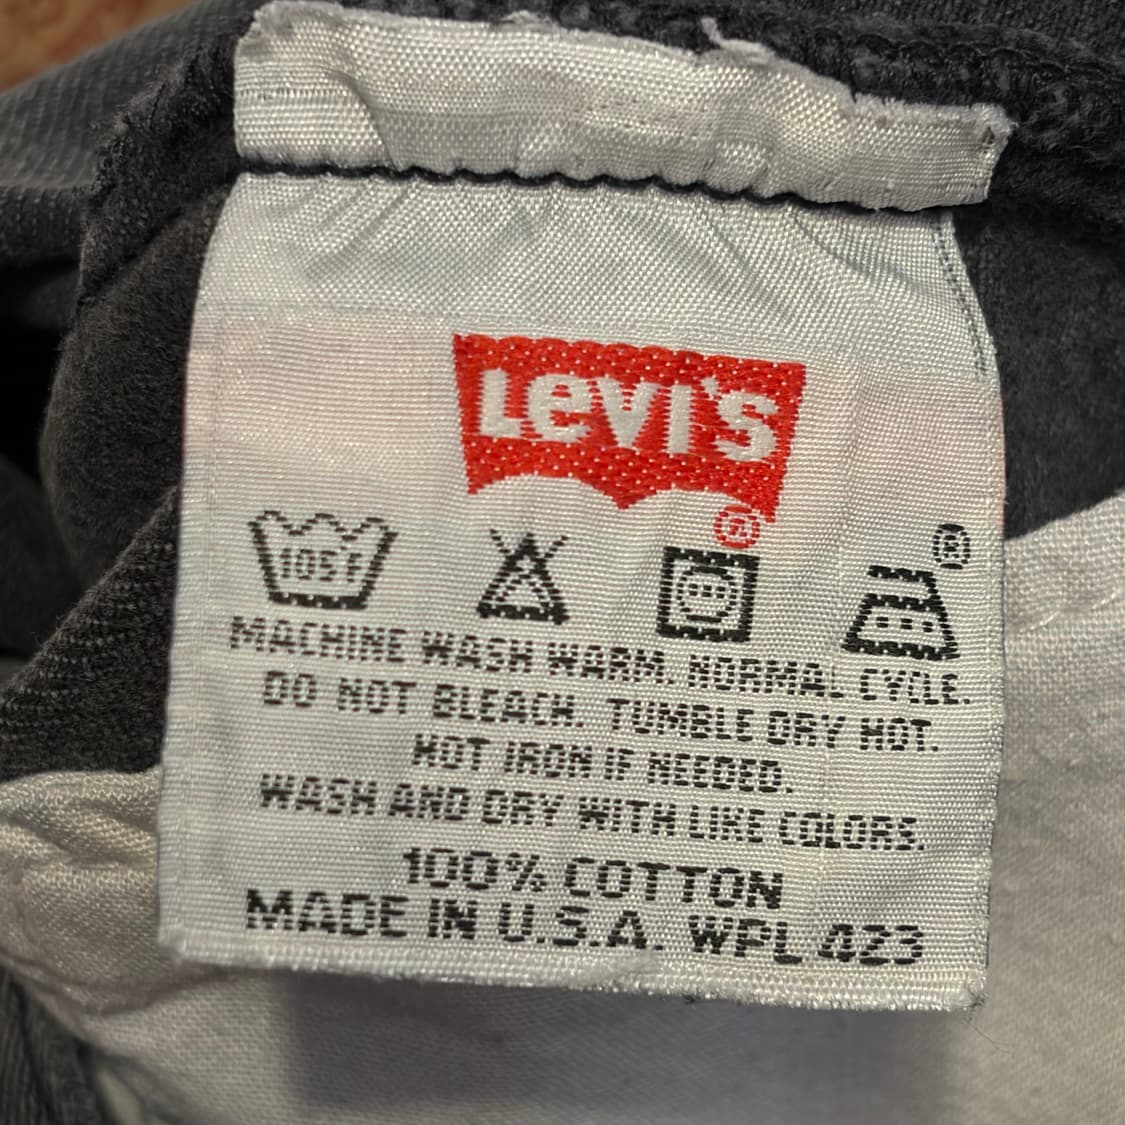 LEVI'S
®
105°F
®
MACHINE WASH WARM. NORMAL CYCLE.
DO NOT BLEACH. TUMBLE DRY HOT.
HOT IRON IF NEEDED.
WASH AND DRY WITH LIKE COLORS.
100% COTTON
MADE IN U.S.A. WPL 423